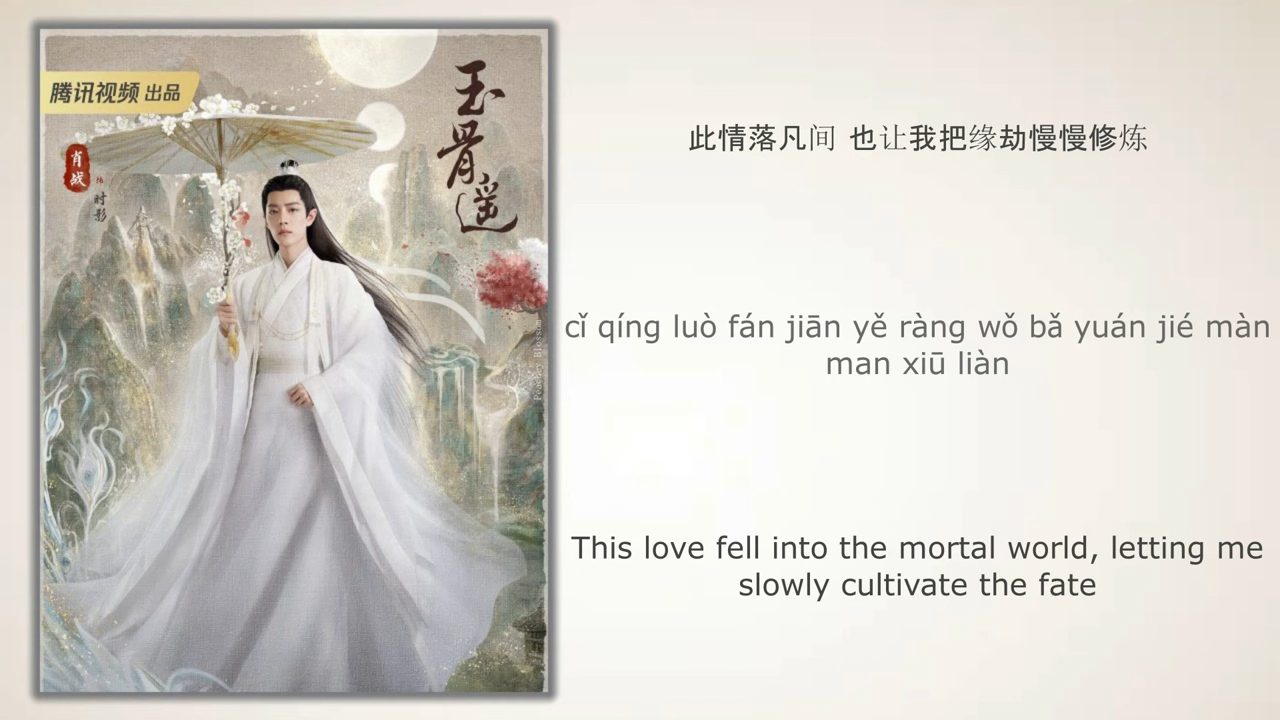 腾讯视频 出品
玉骨遥
肖战
饰
时影
Peach Blossom
此情落凡间 也让我把缘劫慢慢修炼
cǐ qíng luò fán jiān yě ràng wǒ bǎ yuán jié màn
man xiū liàn
This love fell into the mortal world, letting me
slowly cultivate the fate